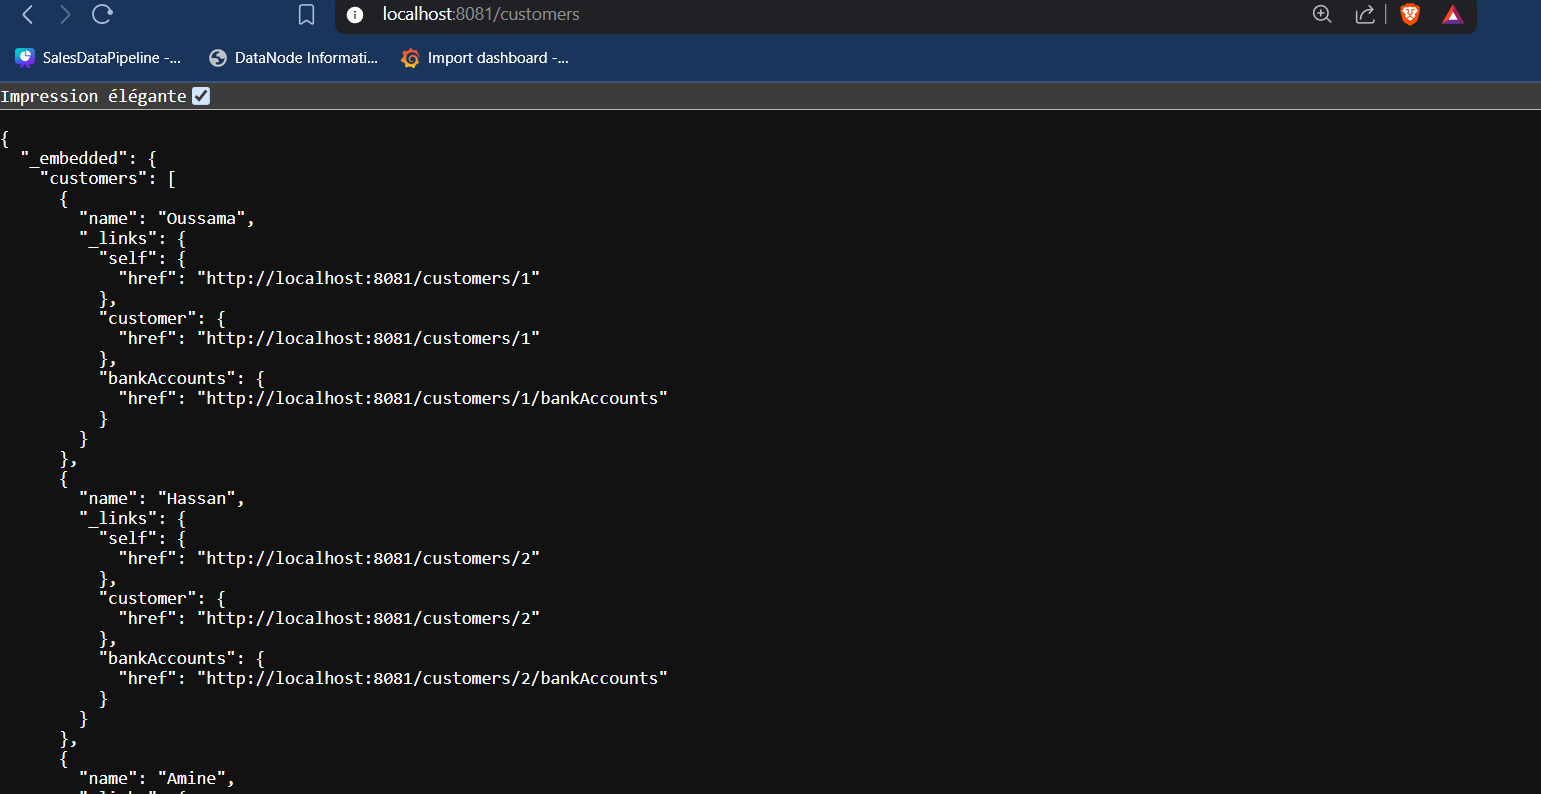 localhost:8081/customers
SalesDataPipeline -... DataNode Informati... Import dashboard -...
Impression élégante
{
  "_embedded": {
    "customers": [
      {
        "name": "Oussama",
        "_links": {
          "self": {
            "href": "http://localhost:8081/customers/1"
          },
          "customer": {
            "href": "http://localhost:8081/customers/1"
          },
          "bankAccounts": {
            "href": "http://localhost:8081/customers/1/bankAccounts"
          }
        }
      },
      {
        "name": "Hassan",
        "_links": {
          "self": {
            "href": "http://localhost:8081/customers/2"
          },
          "customer": {
            "href": "http://localhost:8081/customers/2"
          },
          "bankAccounts": {
            "href": "http://localhost:8081/customers/2/bankAccounts"
          }
        }
      },
      {
        "name": "Amine",